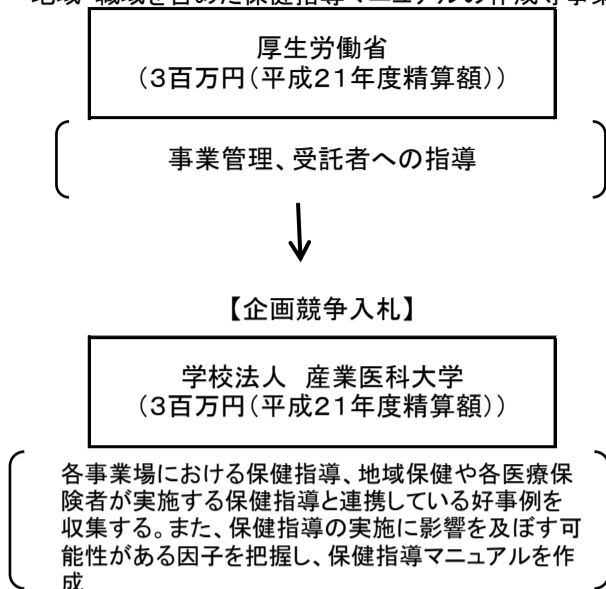 地域・職域を含めた保健指導マニュアルの作成等事業
厚生労働省
（３百万円（平成２１年度精算額））
事業管理、受託者への指導
【企画競争入札】
学校法人　産業医科大学
（３百万円（平成２１年度精算額））
各事業場における保健指導、地域保健や各医療保
険者が実施する保健指導と連携している好事例を
収集する。また、保健指導の実施に影響を及ぼす可
能性がある因子を把握し、保健指導マニュアルを作
成